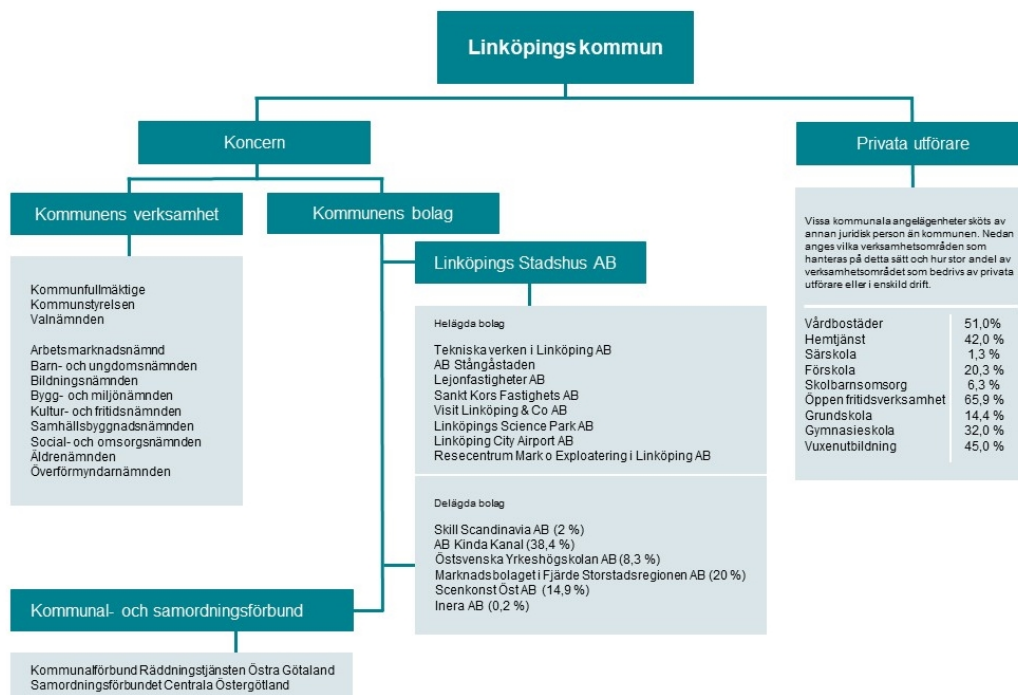 Linköpings kommun
Koncern
Privata utförare
Kommunens verksamhet
Kommunens bolag
Kommunfullmäktige
Kommunstyrelsen
Valnämnden
Arbetsmarknadsnämnd
Barn- och ungdomsnämnden
Bildningsnämnden
Bygg- och miljönämnden
Kultur- och fritidsnämnden
Samhällsbyggnadsnämnden
Social- och omsorgsnämnden
Äldrenämnden
Överförmyndarnämnden
Linköpings Stadshus AB
Helägda bolag
Tekniska verken i Linköping AB
AB Stångåstaden
Lejonfastigheter AB
Sankt Kors Fastighets AB
Visit Linköping & Co AB
Linköpings Science Park AB
Linköping City Airport AB
Resecentrum Mark o Exploatering i Linköping AB
Delägda bolag
Skill Scandinavia AB (2 %)
AB Kinda Kanal (38,4 %)
Östsvenska Yrkeshögskolan AB (8,3 %)
Marknadsbolaget i Fjärde Storstadsregionen AB (20 %)
Scenkonst Öst AB (14,9 %)
Inera AB (0,2 %)
Kommunal- och samordningsförbund
Kommunalförbund Räddningstjänsten Östra Götaland
Samordningsförbundet Centrala Östergötland
Vissa kommunala angelägenheter sköts av
annan juridisk person än kommunen. Nedan
anges vilka verksamhetsområden som
hanteras på detta sätt och hur stor andel av
verksamhetsområdet som bedrivs av privata
utförare eller i enskild drift.
Vårdbostäder 51,0%
Hemtjänst 42,0 %
Särskola 1,3 %
Förskola 20,3 %
Skolbarnsomsorg 6,3 %
Öppen fritidsverksamhet 65,9 %
Grundskola 14,4 %
Gymnasieskola 32,0 %
Vuxenutbildning 45,0 %